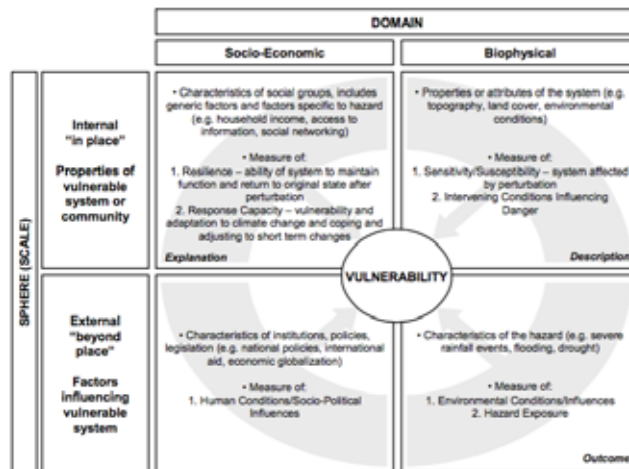 DOMAIN
Socio-Economic
Biophysical
SPHERE (SCALE)
Internal
"in place"
Properties of
vulnerable
system or
community
• Characteristics of social groups, includes
generic factors and factors specific to hazard
(e.g. household income, access to
information, social networking)
• Measure of:
1. Resilience – ability of system to maintain
function and return to original state after
perturbation
2. Response Capacity – vulnerability and
adaptation to climate change and coping and
adjusting to short term changes
Explanation
• Properties or attributes of the system (e.g.
topography, land cover, environmental
conditions)
• Measure of:
1. Sensitivity/Susceptibility – system affected
by perturbation
2. Intervening Conditions Influencing
Danger
Description
VULNERABILITY
External
"beyond
place"
Factors
influencing
vulnerable
system
• Characteristics of institutions, policies,
legislation (e.g. national policies, international
aid, economic globalization)
• Measure of:
1. Human Conditions/Socio-Political
Influences
• Characteristics of the hazard (e.g. severe
rainfall events, flooding, drought)
• Measure of:
1. Environmental Conditions/Influences
2. Hazard Exposure
Outcome